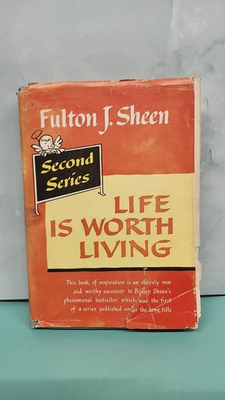 Fulton J. Sheen
Second
Series
LIFE
IS WORTH
LIVING
This book of inspiration is an entirely new
and worthy successor to Bishop Sheen's
phenomenal bestseller, which was the first
of a series published under the same title